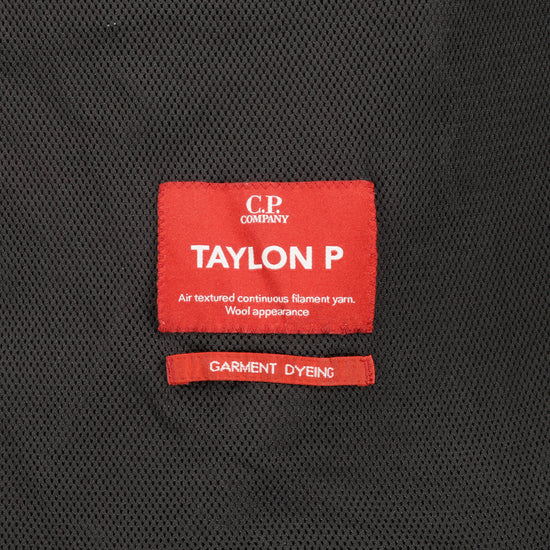 C.P.
COMPANY
TAYLON P
Air textured continuous filament yarn.
Wool appearance
GARMENT DYEING